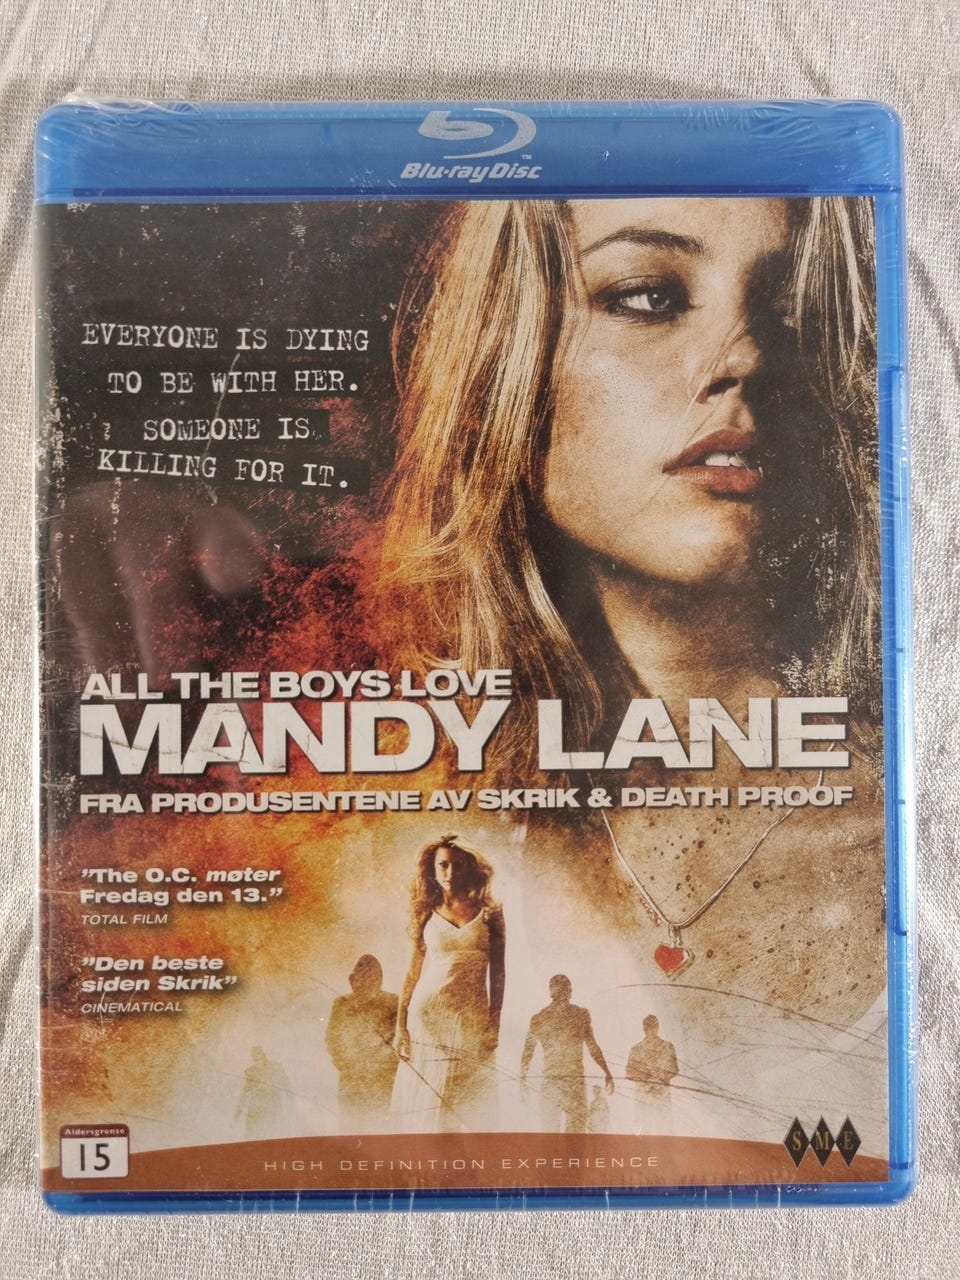 Blu-ray Disc™
EVERYONE IS DYING
TO BE WITH HER.
SOMEONE IS
KILLING FOR IT.
ALL THE BOYS LOVE
MANDY LANE
FRA PRODUSENTENE AV SKRIK & DEATH PROOF
"The O.C. møter
Fredag den 13."
TOTAL FILM
"Den beste
siden Skrik"
CINEMATICAL
Aldersgrense
15
HIGH DEFINITION EXPERIENCE
SME